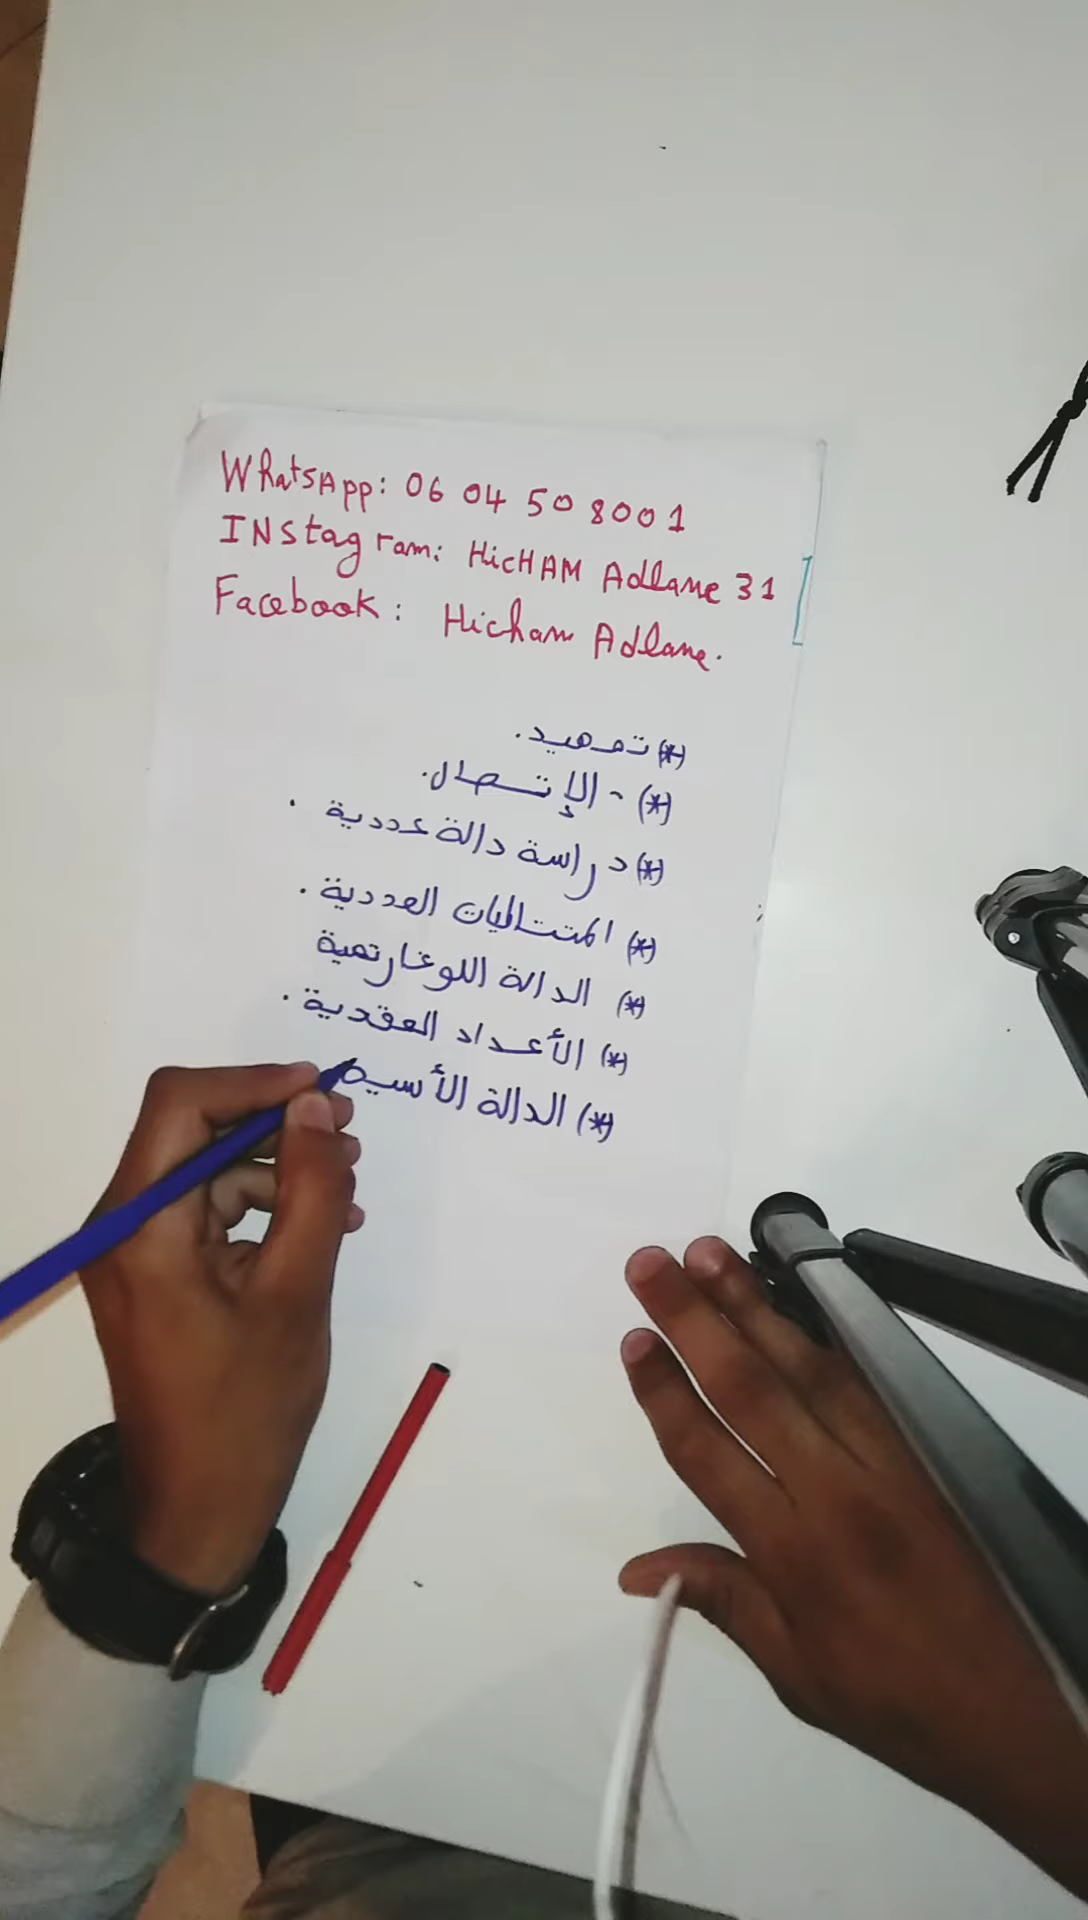 WhatsApp: 06 04 50 8001
INstagram: HicHAM Adlane 31
Facebook: Hicham Adlane.
(*) تمهيد.
(*) - الإتصال.
(*) دراسة دالة عددية.
(*) المتتاليات العددية.
(*) الدالة اللوغارتمية
(*) الأعداد العقدية.
(*) الدالة الأسية